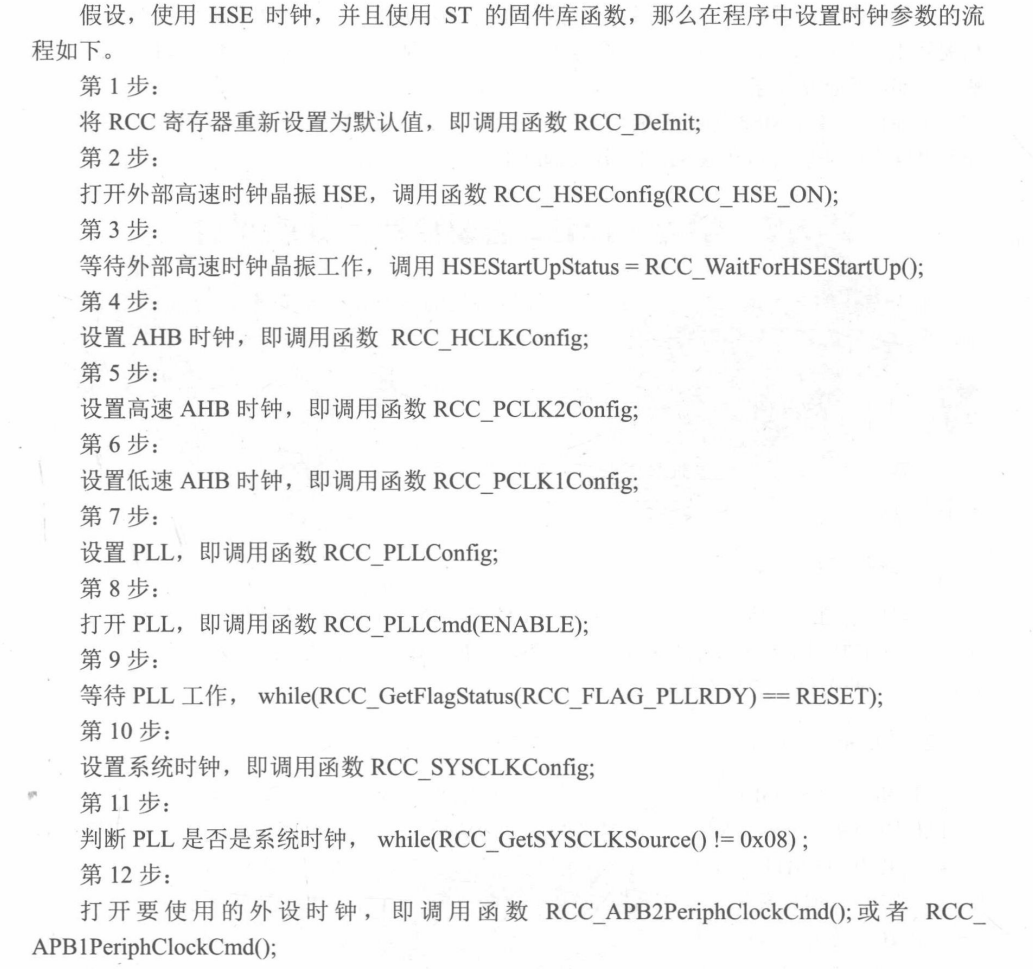 假设，使用 HSE 时钟，并且使用 ST 的固件库函数，那么在程序中设置时钟参数的流
程如下。
第 1 步：
将 RCC 寄存器重新设置为默认值，即调用函数 RCC_DeInit;
第 2 步：
打开外部高速时钟晶振 HSE，调用函数 RCC_HSEConfig(RCC_HSE_ON);
第 3 步：
等待外部高速时钟晶振工作，调用 HSEStartUpStatus = RCC_WaitForHSEStartUp();
第 4 步：
设置 AHB 时钟，即调用函数 RCC_HCLKConfig;
第 5 步：
设置高速 AHB 时钟，即调用函数 RCC_PCLK2Config;
第 6 步：
设置低速 AHB 时钟，即调用函数 RCC_PCLK1Config;
第 7 步：
设置 PLL，即调用函数 RCC_PLLConfig;
第 8 步：
打开 PLL，即调用函数 RCC_PLLCmd(ENABLE);
第 9 步：
等待 PLL 工作， while(RCC_GetFlagStatus(RCC_FLAG_PLLRDY) == RESET);
第 10 步：
设置系统时钟，即调用函数 RCC_SYSCLKConfig;
第 11 步：
判断 PLL 是否是系统时钟， while(RCC_GetSYSCLKSource() != 0x08) ;
第 12 步：
打开要使用的外设时钟，即调用函数 RCC_APB2PeriphClockCmd();或者 RCC_
APB1PeriphClockCmd();